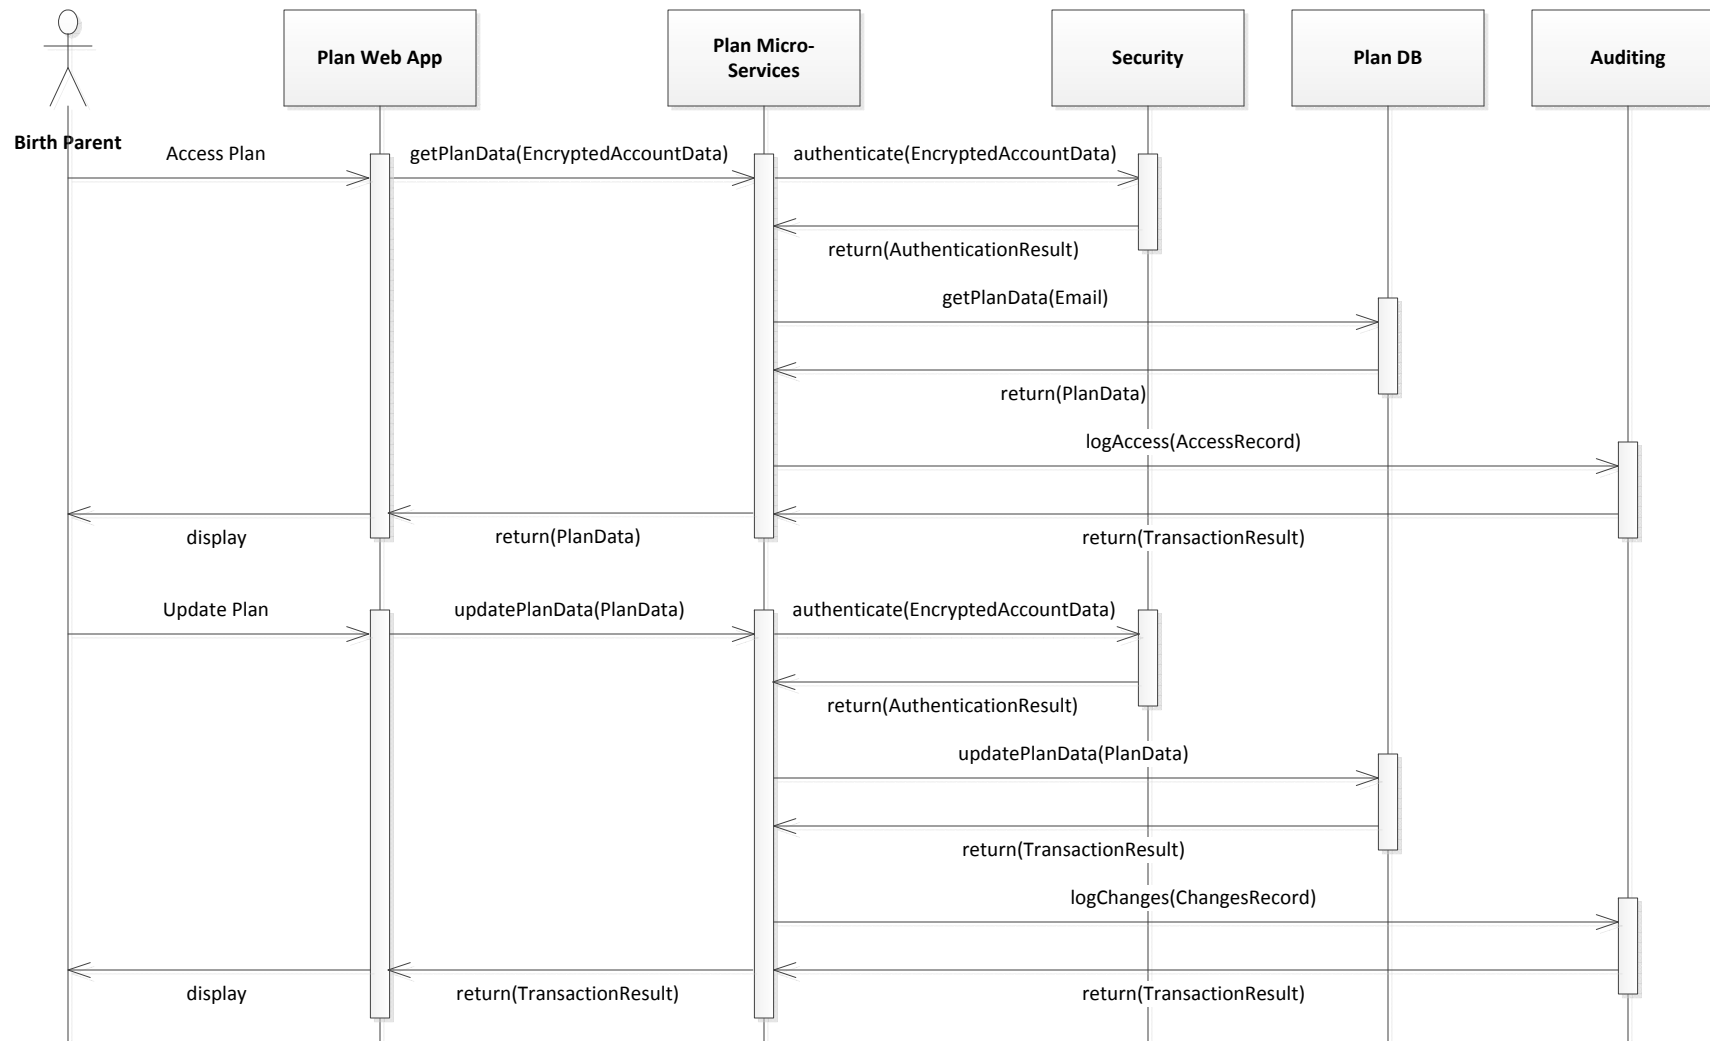 Plan Web App
Plan Micro-
Services
Security
Plan DB
Auditing
Birth Parent
Access Plan
getPlanData(EncryptedAccountData)
authenticate(EncryptedAccountData)
return(AuthenticationResult)
getPlanData(Email)
return(PlanData)
logAccess(AccessRecord)
display
return(PlanData)
return(TransactionResult)
Update Plan
updatePlanData(PlanData)
authenticate(EncryptedAccountData)
return(AuthenticationResult)
updatePlanData(PlanData)
return(TransactionResult)
logChanges(ChangesRecord)
display
return(TransactionResult)
return(TransactionResult)